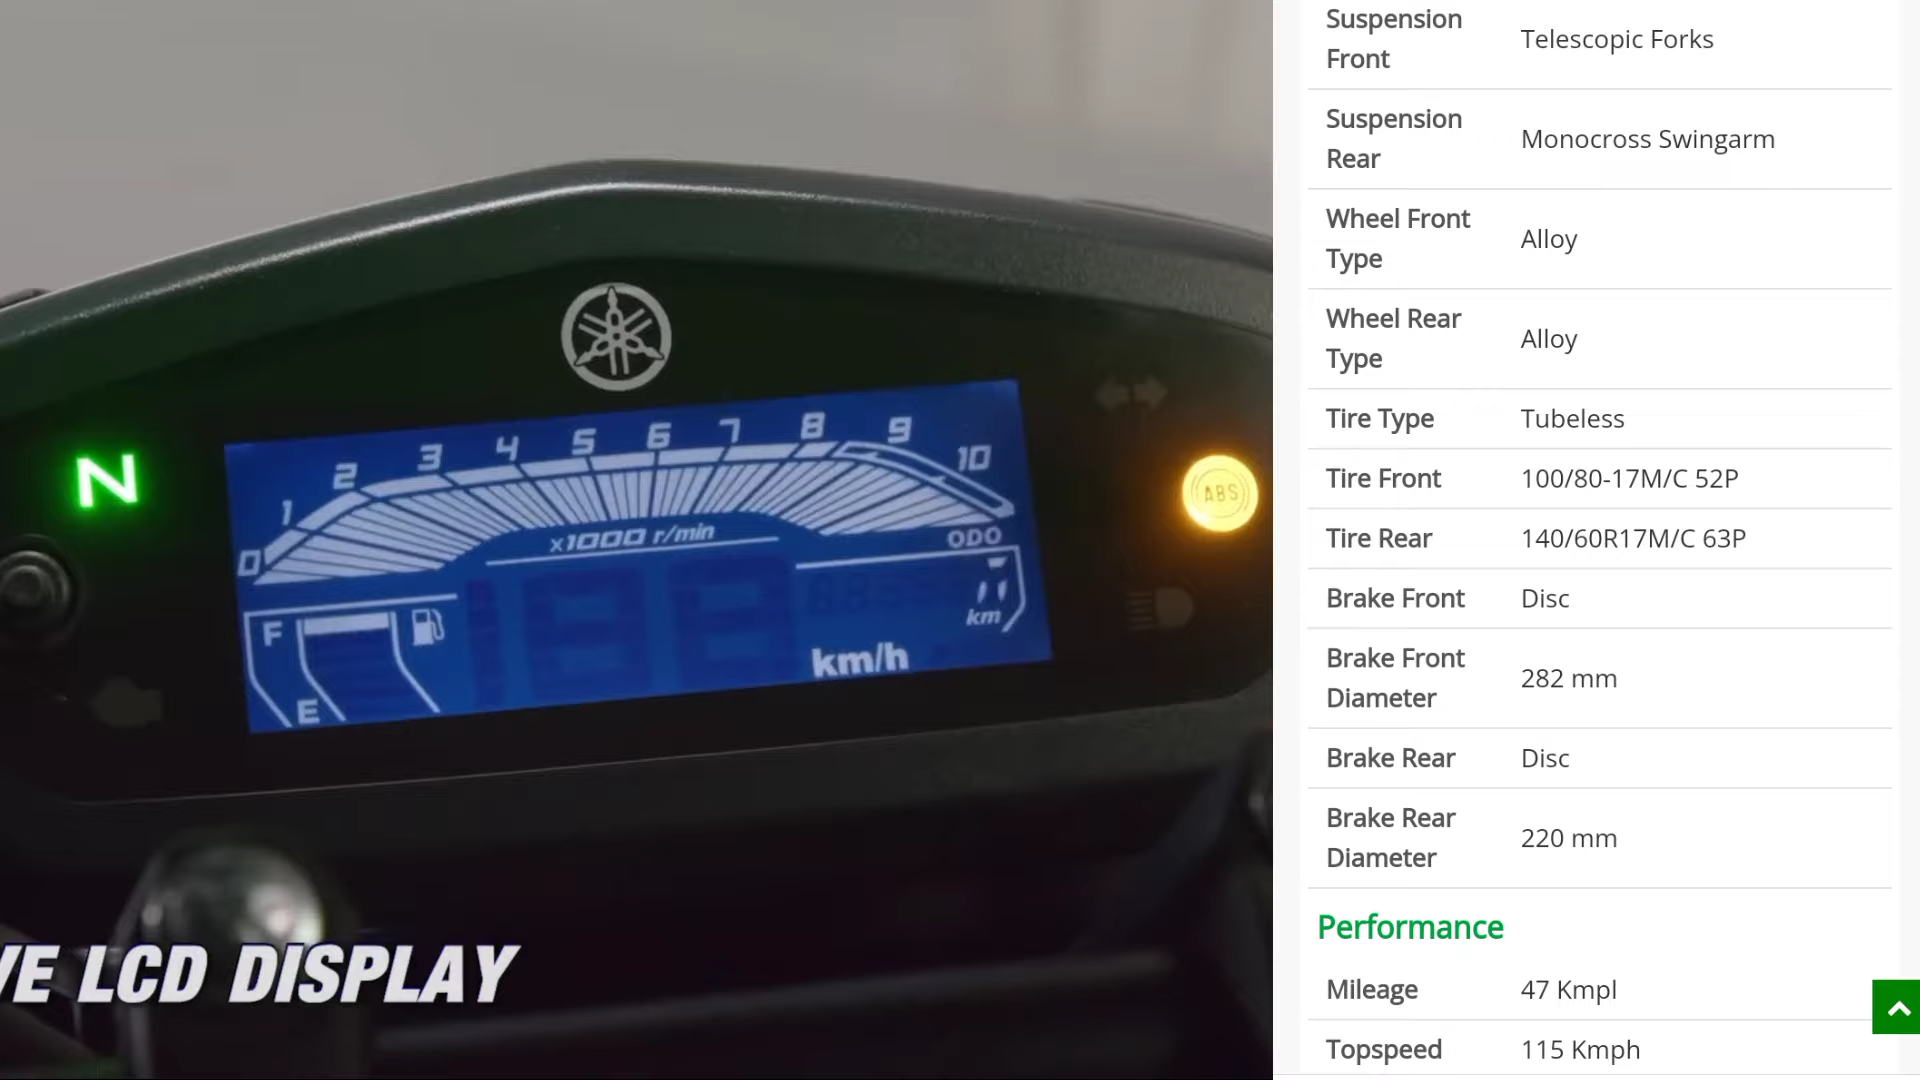 N
0 1 2 3 4 5 6 7 8 9 10
x1000 r/min
ODO
F
km
km/h
E
ABS
VE LCD DISPLAY
Suspension Front Telescopic Forks
Suspension Rear Monocross Swingarm
Wheel Front Type Alloy
Wheel Rear Type Alloy
Tire Type Tubeless
Tire Front 100/80-17M/C 52P
Tire Rear 140/60R17M/C 63P
Brake Front Disc
Brake Front Diameter 282 mm
Brake Rear Disc
Brake Rear Diameter 220 mm
Performance
Mileage 47 Kmpl
Topspeed 115 Kmph